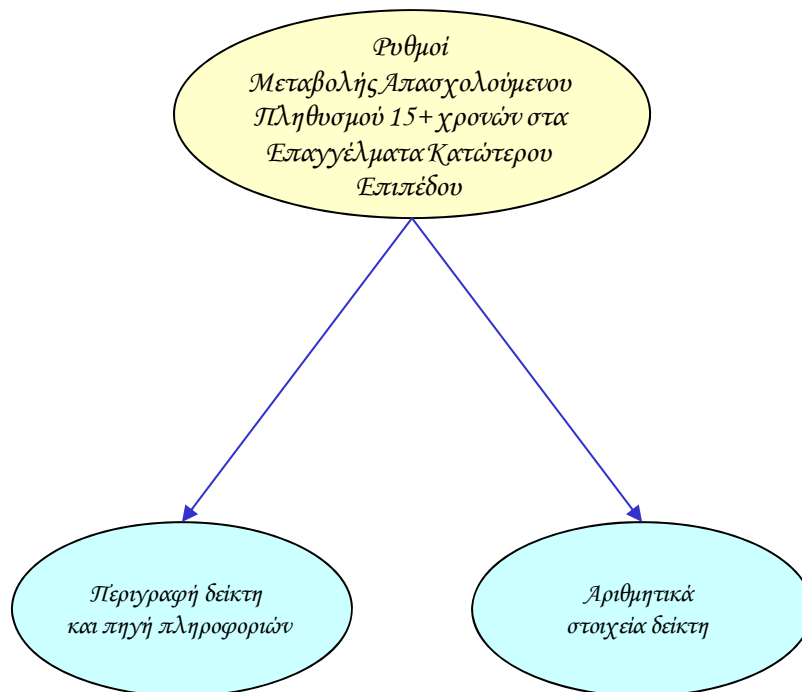 Ρυθμοί
Μεταβολής Απασχολούμενου
Πληθυσμού 15+ χρονών στα
Επαγγέλματα Κατώτερου
Επιπέδου
Περιγραφή δείκτη
και πηγή πληροφοριών
Αριθμητικά
στοιχεία δείκτη